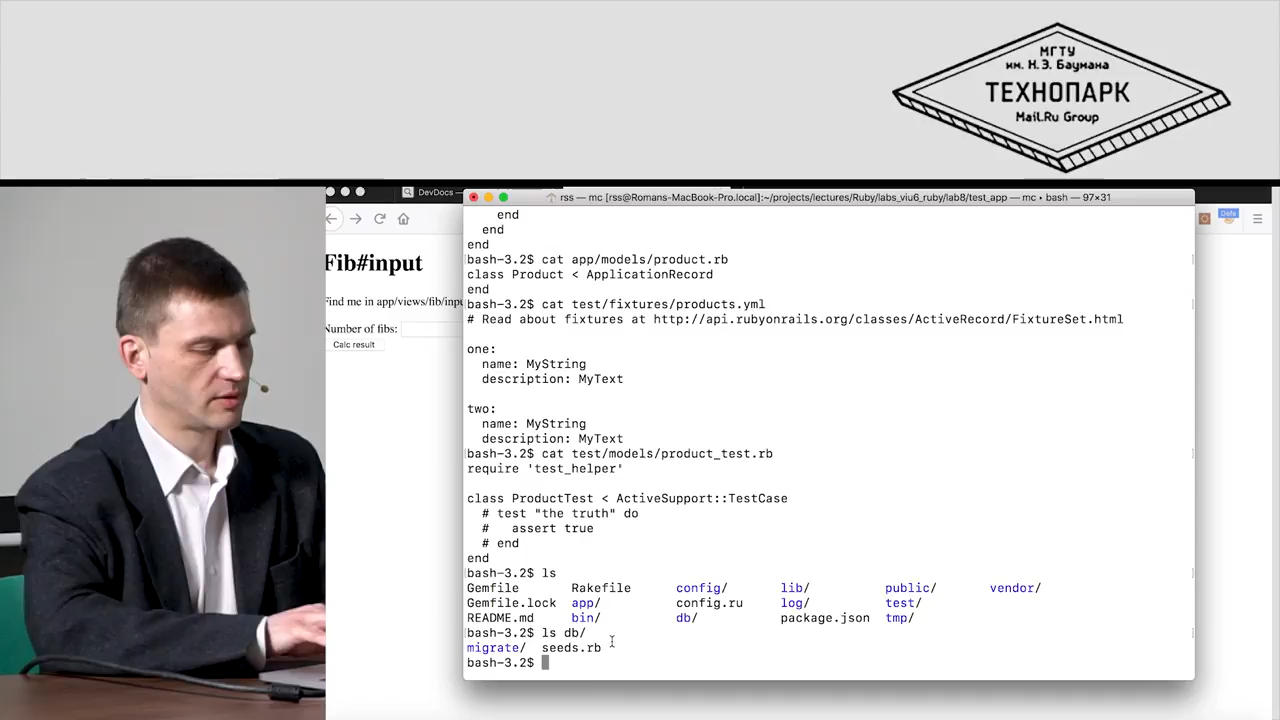 МГТУ
им. Н.Э. Баумана
ТЕХНОПАРК
Mail.Ru Group
DevDocs —
rss — mc [rss@Romans-MacBook-Pro.local]:~/projects/lectures/Ruby/labs_viu6_ruby/lab8/test_app — mc • bash — 97×31
Fib#input
Find me in app/views/fib/inpu
Number of fibs:
Calc result
end
end
end
bash-3.2$ cat app/models/product.rb
class Product < ApplicationRecord
end
bash-3.2$ cat test/fixtures/products.yml
# Read about fixtures at http://api.rubyonrails.org/classes/ActiveRecord/FixtureSet.html
one:
name: MyString
description: MyText
two:
name: MyString
description: MyText
bash-3.2$ cat test/models/product_test.rb
require 'test_helper'
class ProductTest < ActiveSupport::TestCase
# test "the truth" do
#   assert true
# end
end
bash-3.2$ ls
Gemfile Rakefile config/ lib/ public/ vendor/
Gemfile.lock app/ config.ru log/ test/
README.md bin/ db/ package.json tmp/
bash-3.2$ ls db/
migrate/ seeds.rb
bash-3.2$